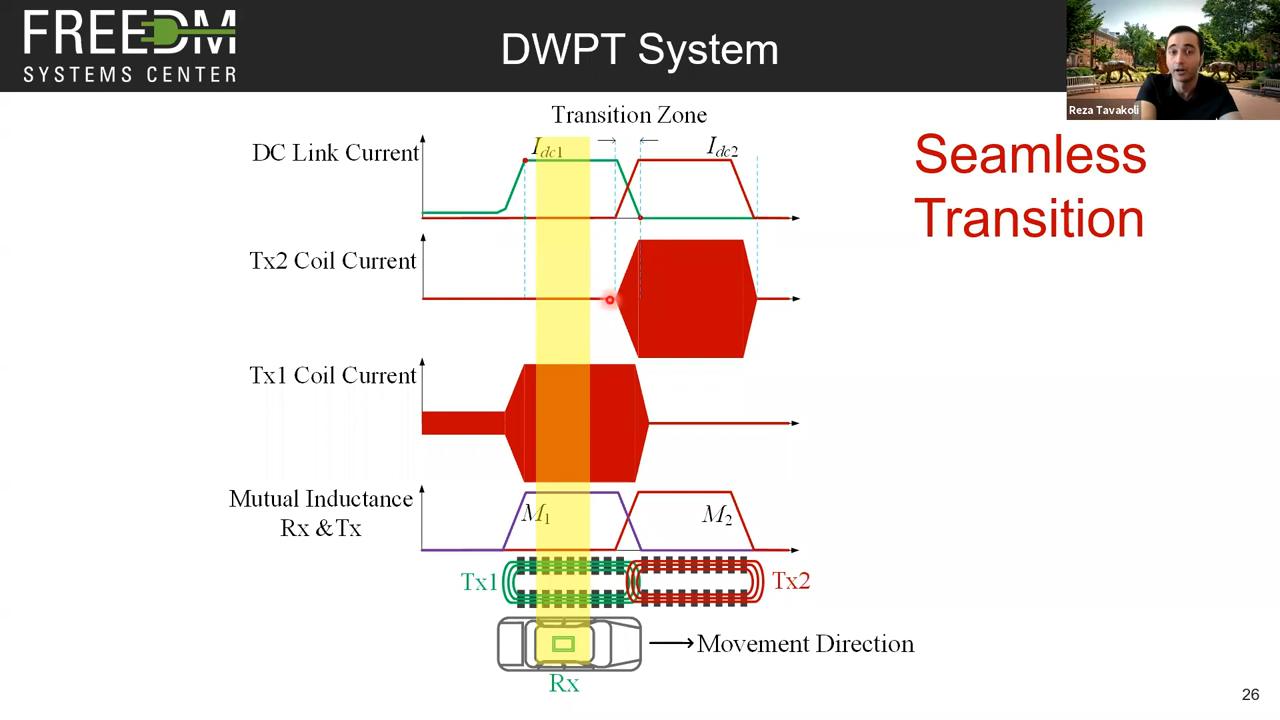 FREEDM
SYSTEMS CENTER
DWPT System
Reza Tavakoli
Seamless
Transition
Transition Zone
DC Link Current
Idc1
Idc2
Tx2 Coil Current
Tx1 Coil Current
Mutual Inductance
Rx &Tx
M1
M2
Tx1
Tx2
Movement Direction
Rx
26